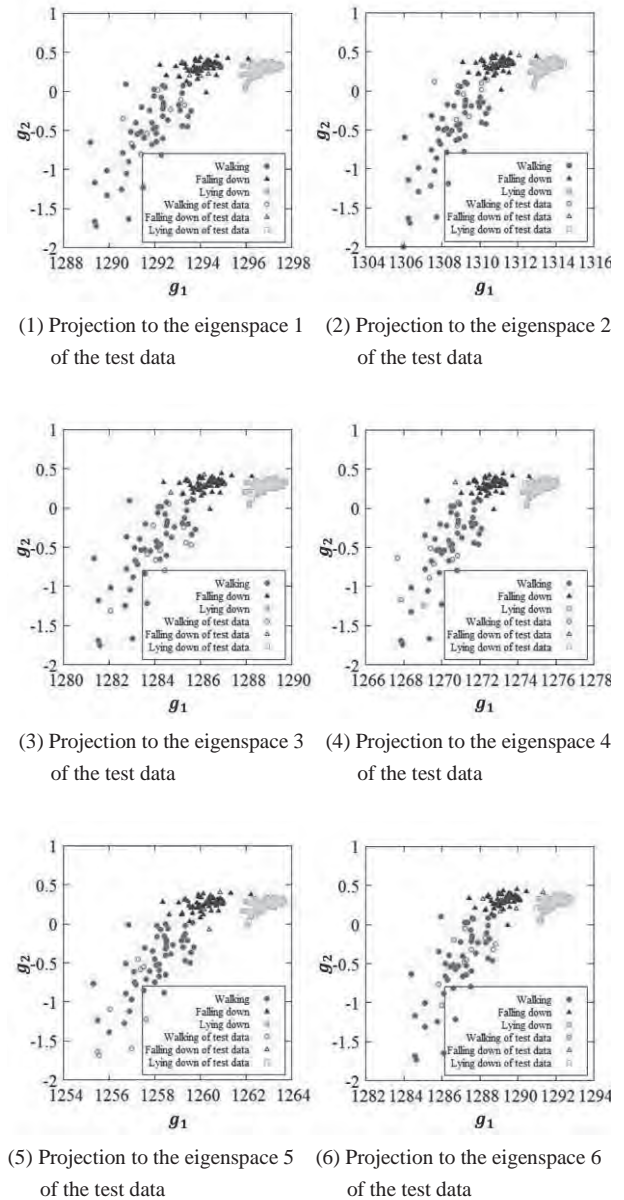 1
0.5
0
-0.5
-1
-1.5
-2
g2
Walking
Falling down
Lying down
Walking of test data
Falling down of test data
Lying down of test data
1288 1290 1292 1294 1296 1298
g1
(1) Projection to the eigenspace 1
of the test data
1
0.5
0
-0.5
-1
-1.5
-2
g2
Walking
Falling down
Lying down
Walking of test data
Falling down of test data
Lying down of test data
1304 1306 1308 1310 1312 1314 1316
g1
(2) Projection to the eigenspace 2
of the test data
1
0.5
0
-0.5
-1
-1.5
-2
g2
Walking
Falling down
Lying down
Walking of test data
Falling down of test data
Lying down of test data
1280 1282 1284 1286 1288 1290
g1
(3) Projection to the eigenspace 3
of the test data
1
0.5
0
-0.5
-1
-1.5
-2
g2
Walking
Falling down
Lying down
Walking of test data
Falling down of test data
Lying down of test data
1266 1268 1270 1272 1274 1276 1278
g1
(4) Projection to the eigenspace 4
of the test data
1
0.5
0
-0.5
-1
-1.5
-2
g2
Walking
Falling down
Lying down
Walking of test data
Falling down of test data
Lying down of test data
1254 1256 1258 1260 1262 1264
g1
(5) Projection to the eigenspace 5
of the test data
1
0.5
0
-0.5
-1
-1.5
-2
g2
Walking
Falling down
Lying down
Walking of test data
Falling down of test data
Lying down of test data
1282 1284 1286 1288 1290 1292 1294
g1
(6) Projection to the eigenspace 6
of the test data